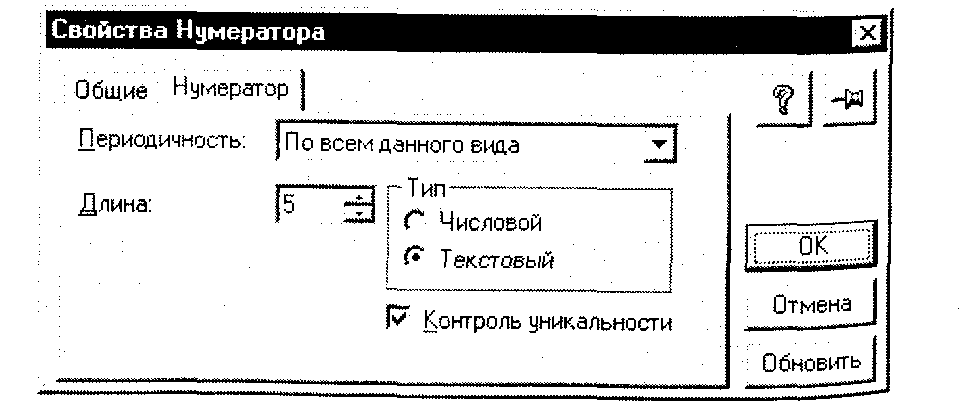 Свойства Нумератора
Общие Нумератор
Периодичность: По всем данного вида
Длина: 5
Тип
Числовой
Текстовый
Контроль уникальности
OK
Отмена
Обновить